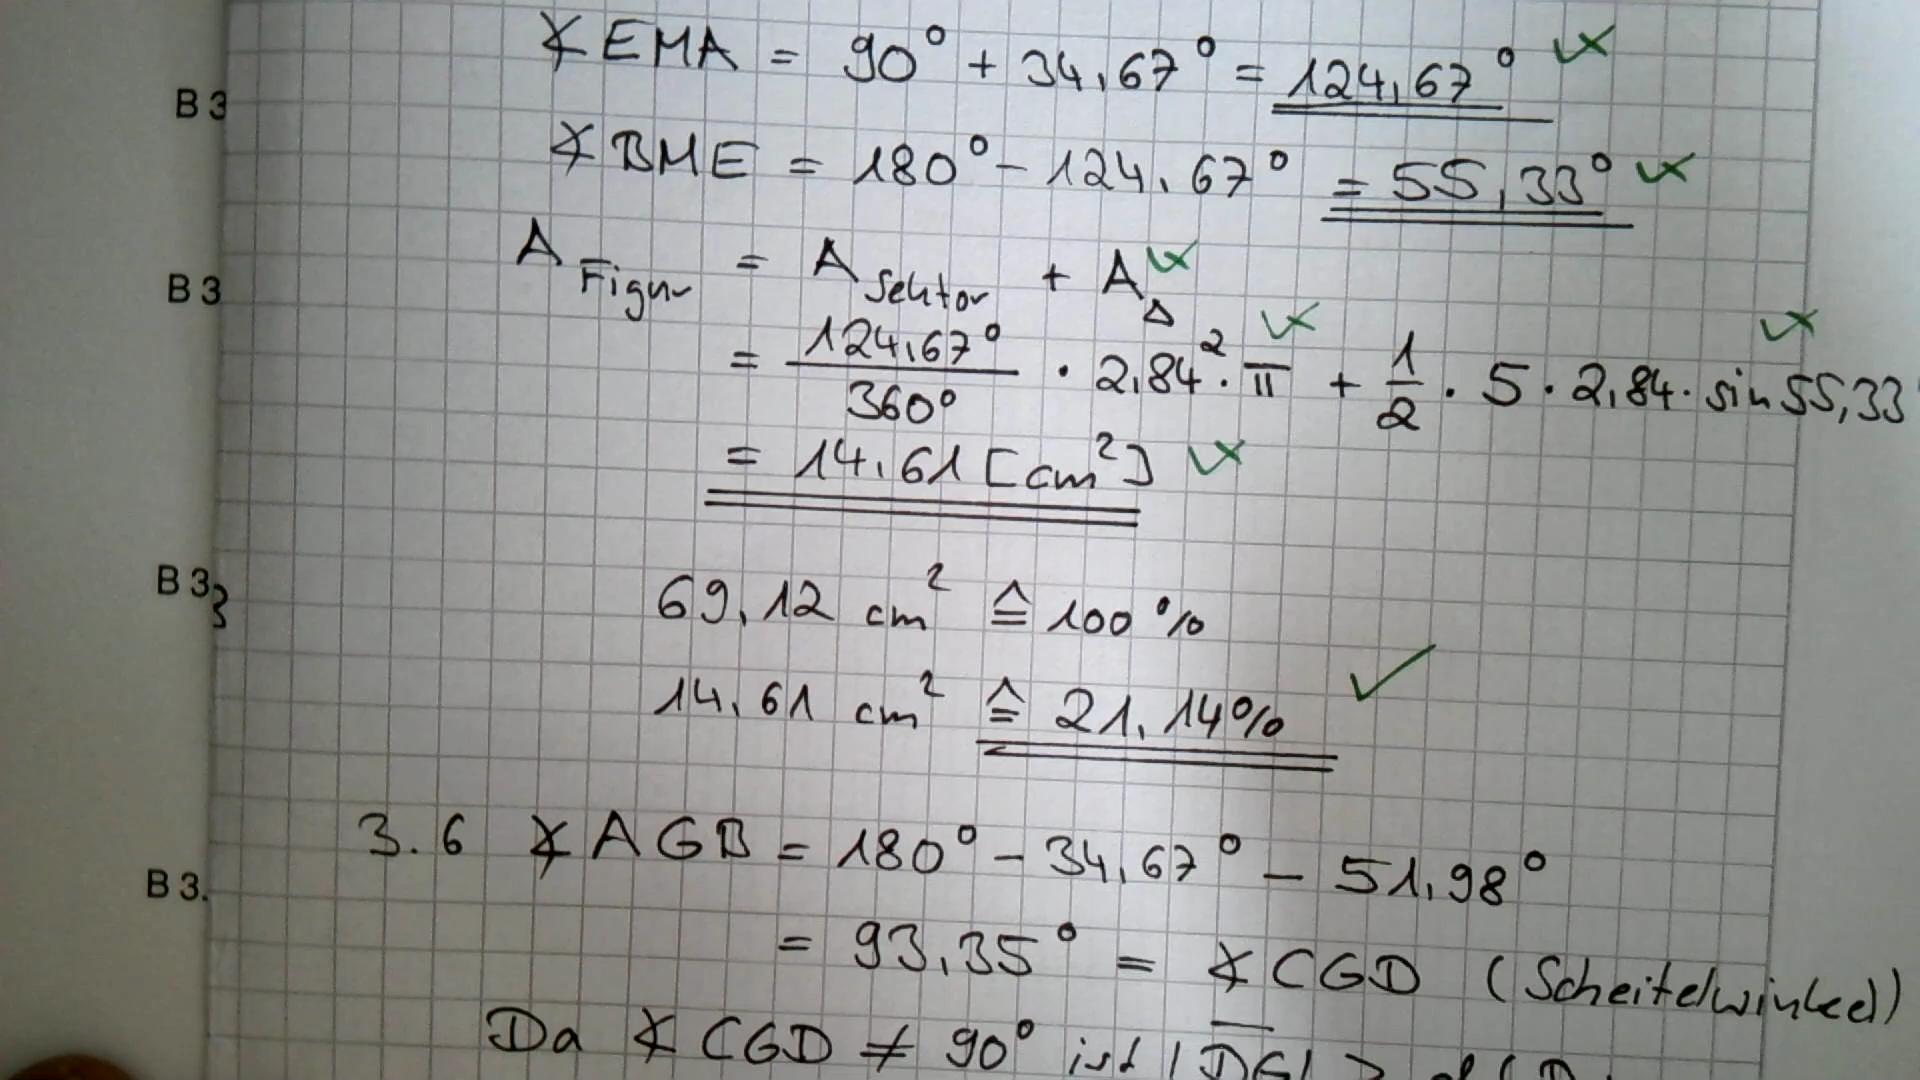 ∢ EMA = 90° + 34,67° = 124,67°
B 3
∢ BME = 180° - 124,67° = 55,33°
A Figur = A Sektor + A △
B 3
= 124,67° / 360° · 2,84² · π + 1/2 · 5 · 2,84 · sin 55,33°
= 14,61 [cm²]
B 3.
3
69,12 cm² ≙ 100 %
14,61 cm² ≙ 21,14%
3.6 ∢ AGB = 180° - 34,67° - 51,98°
B 3.
= 93,35° = ∢ CGD (Scheitelwinkel)
Da ∢ CGD ≠ 90° ist |DG| >